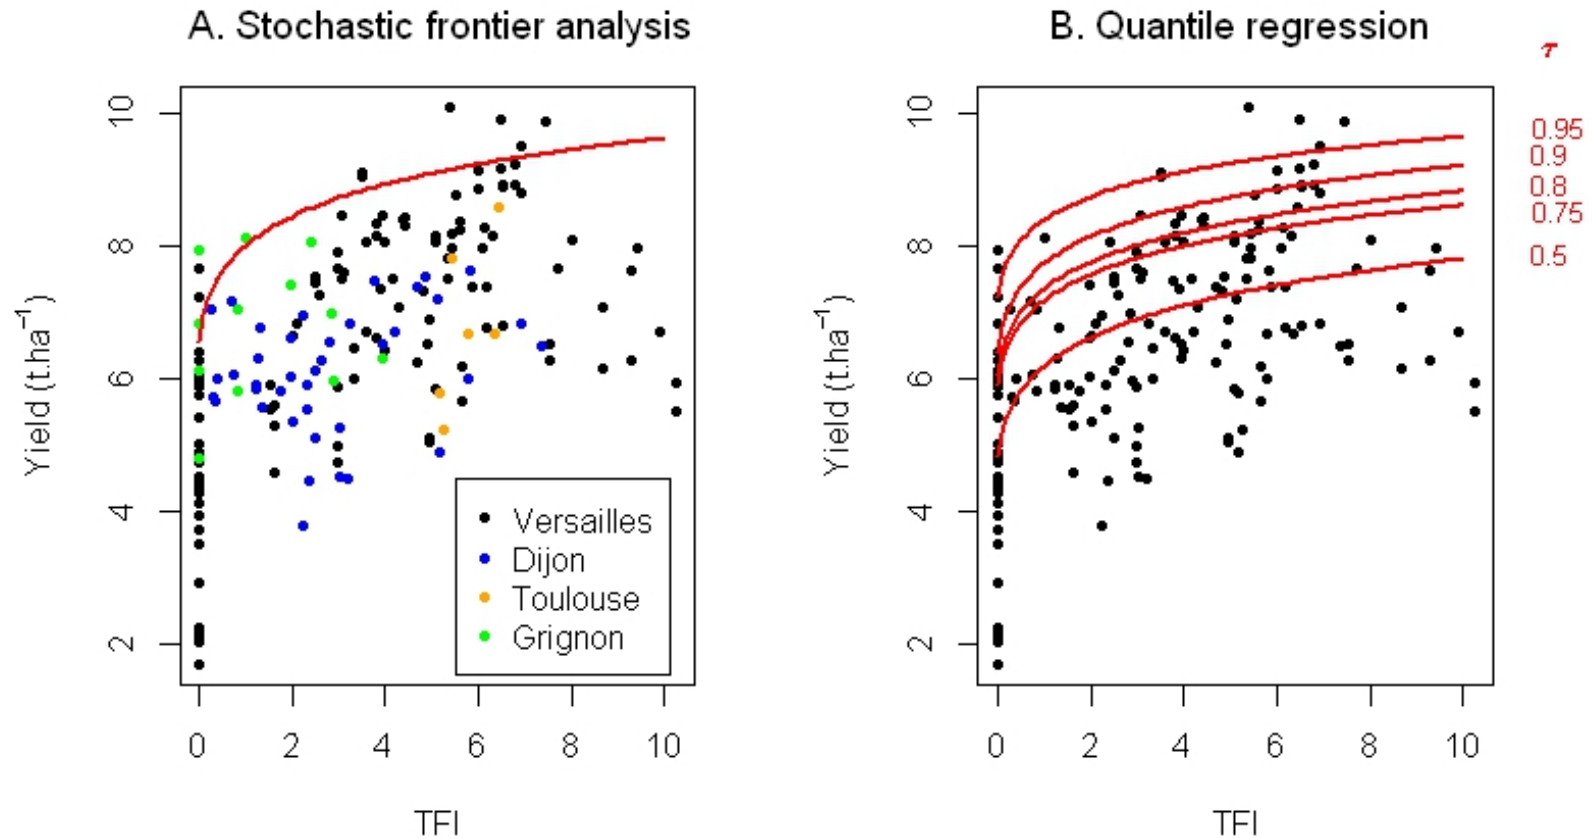 A. Stochastic frontier analysis
Yield (t.ha⁻¹)
10
8
6
4
2
0 2 4 6 8 10
TFI
Versailles
Dijon
Toulouse
Grignon
B. Quantile regression
Yield (t.ha⁻¹)
10
8
6
4
2
0 2 4 6 8 10
TFI
τ
0.95
0.9
0.8
0.75
0.5